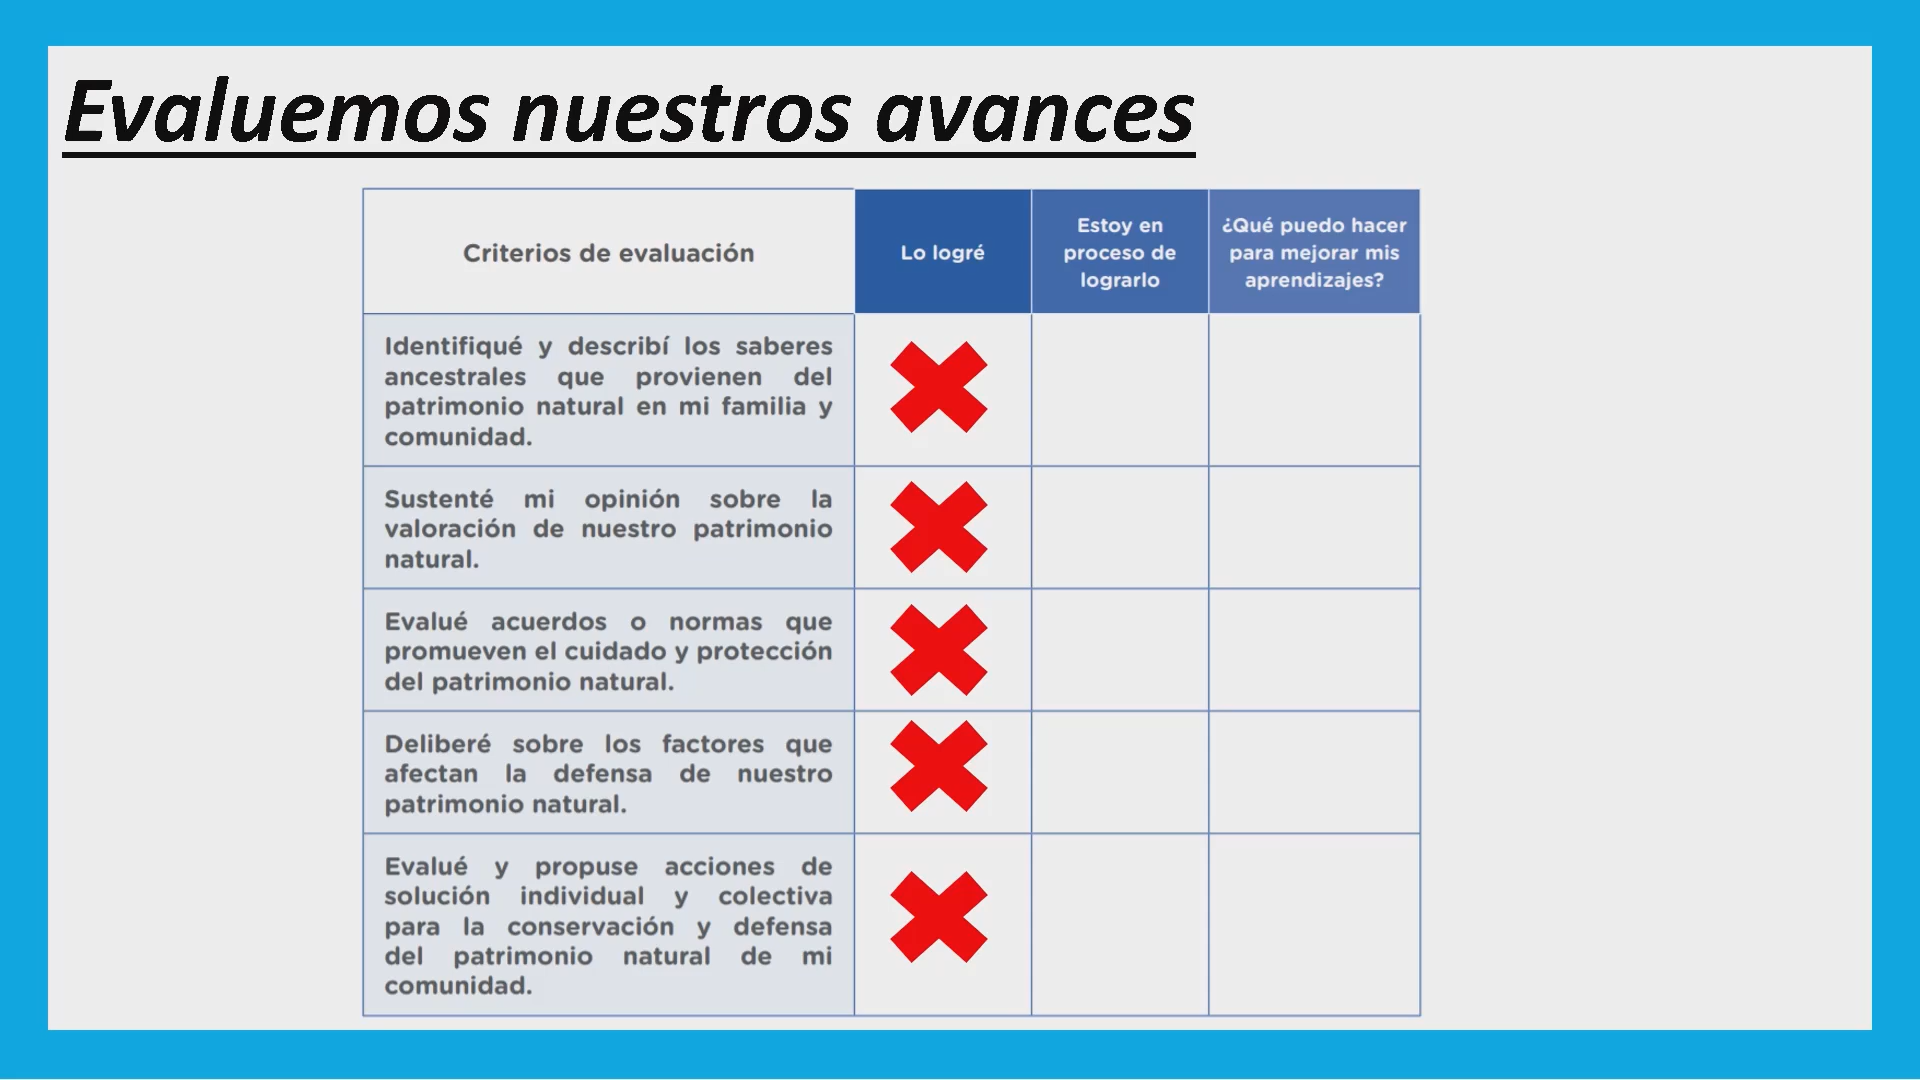 Evaluemos nuestros avances
Criterios de evaluación
Lo logré
Estoy en
proceso de
lograrlo
¿Qué puedo hacer
para mejorar mis
aprendizajes?
Identifiqué y describí los saberes
ancestrales que provienen del
patrimonio natural en mi familia y
comunidad.
Sustenté mi opinión sobre la
valoración de nuestro patrimonio
natural.
Evalué acuerdos o normas que
promueven el cuidado y protección
del patrimonio natural.
Deliberé sobre los factores que
afectan la defensa de nuestro
patrimonio natural.
Evalué y propuse acciones de
solución individual y colectiva
para la conservación y defensa
del patrimonio natural de mi
comunidad.